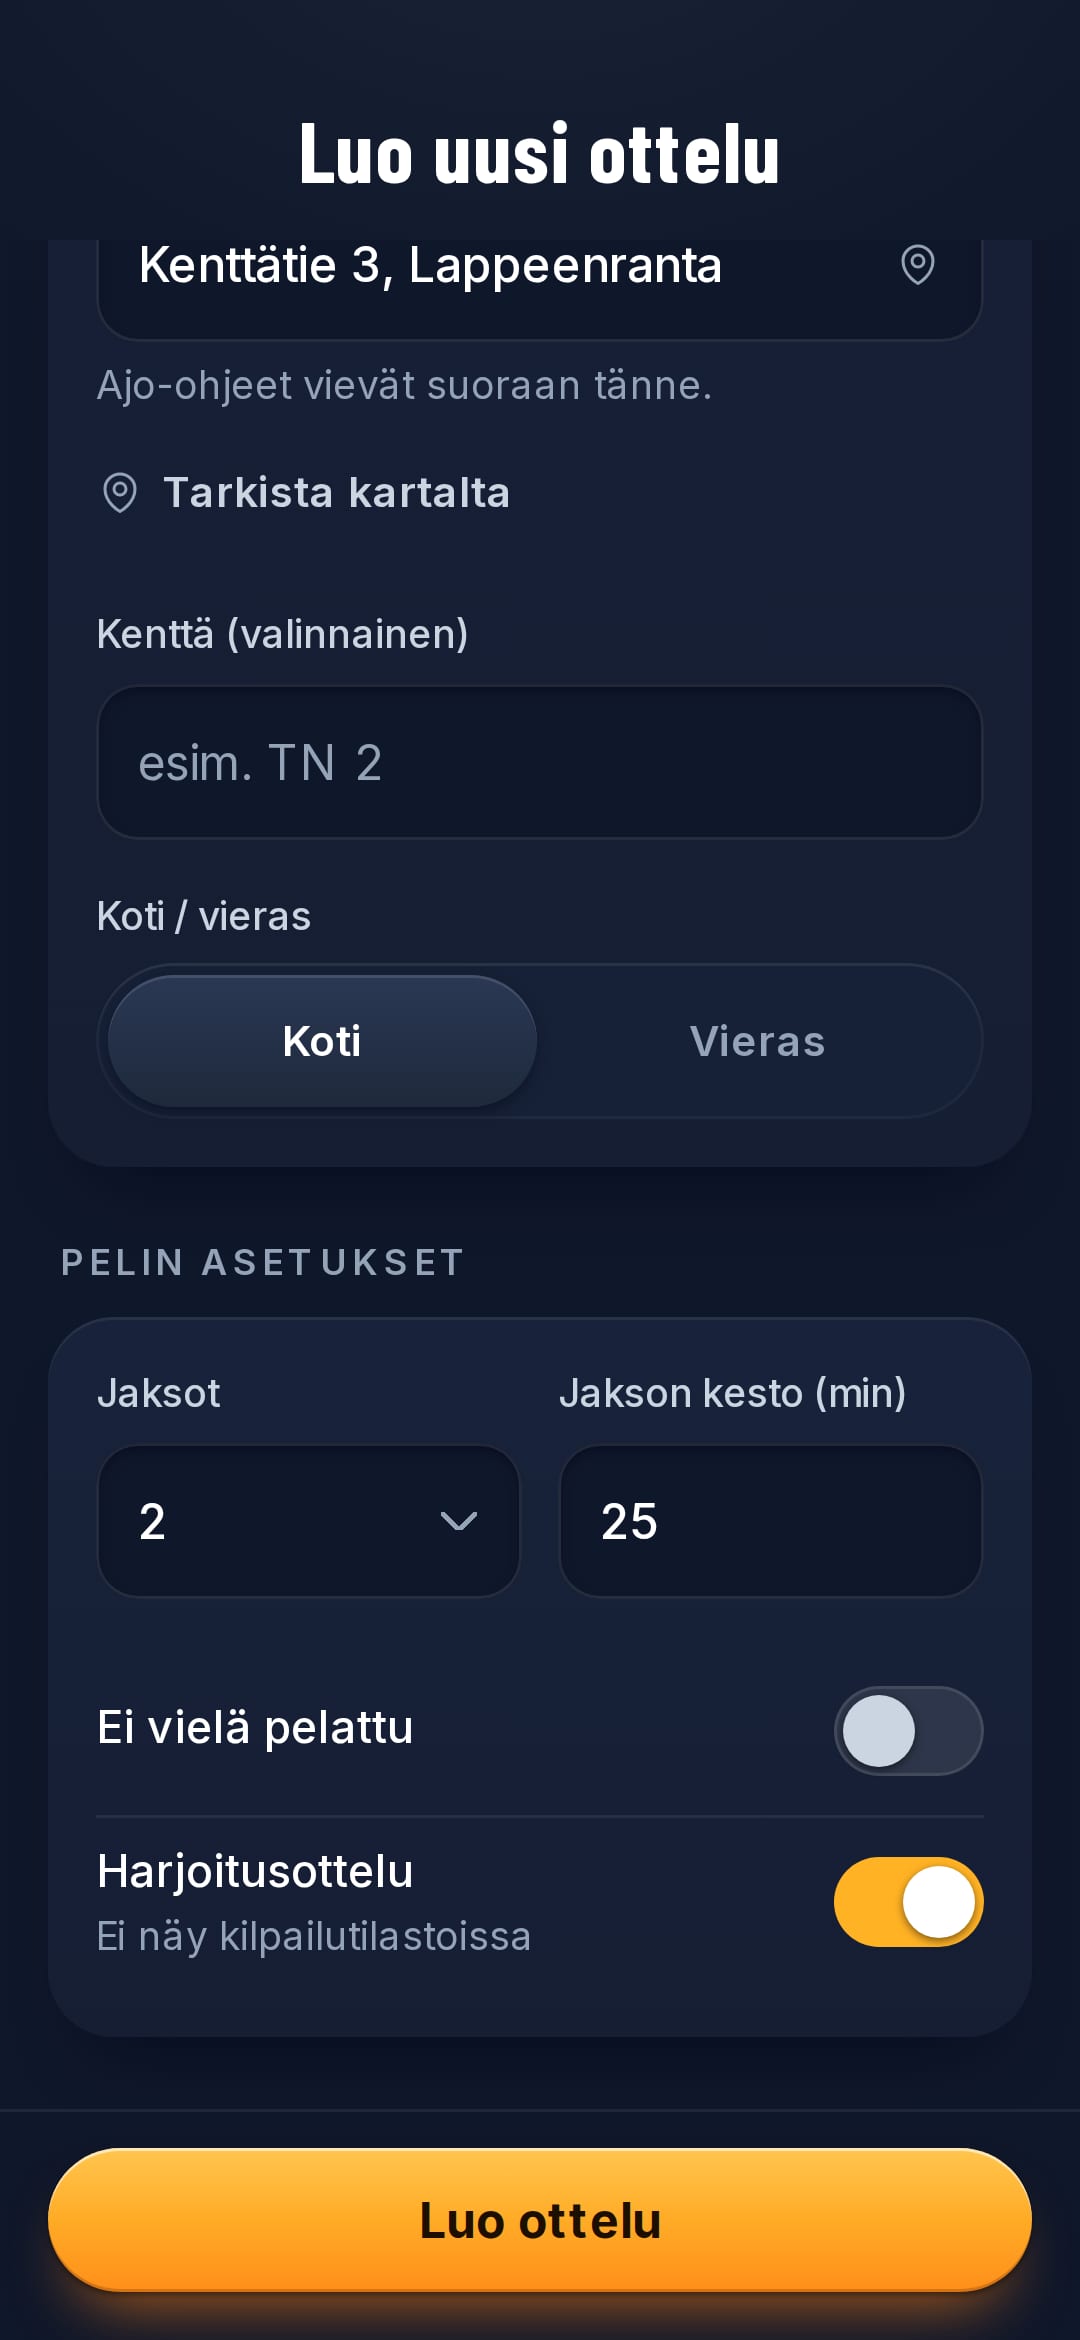 Luo uusi ottelu
Kenttätie 3, Lappeenranta
Ajo-ohjeet vievät suoraan tänne.
Tarkista kartalta
Kenttä (valinnainen)
esim. TN 2
Koti / vieras
Koti
Vieras
PELIN ASETUKSET
Jaksot
Jakson kesto (min)
2
25
Ei vielä pelattu
Harjoitusottelu
Ei näy kilpailutilastoissa
Luo ottelu